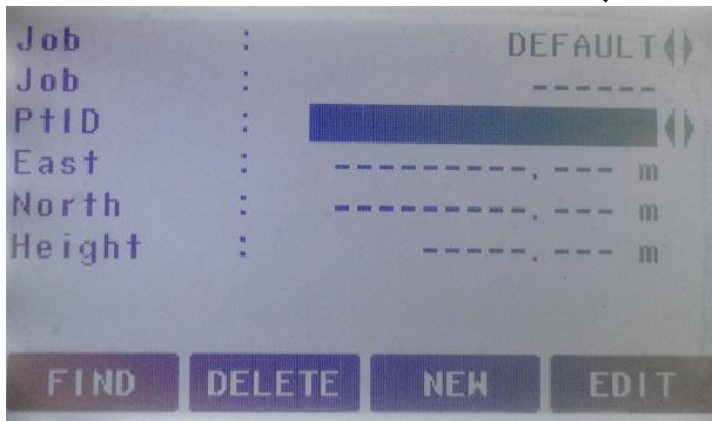 Job : DEFAULT
Job : ------
PtID :
East : ----------.--- m
North : ----------.--- m
Height : -----.--- m
FIND DELETE NEW EDIT